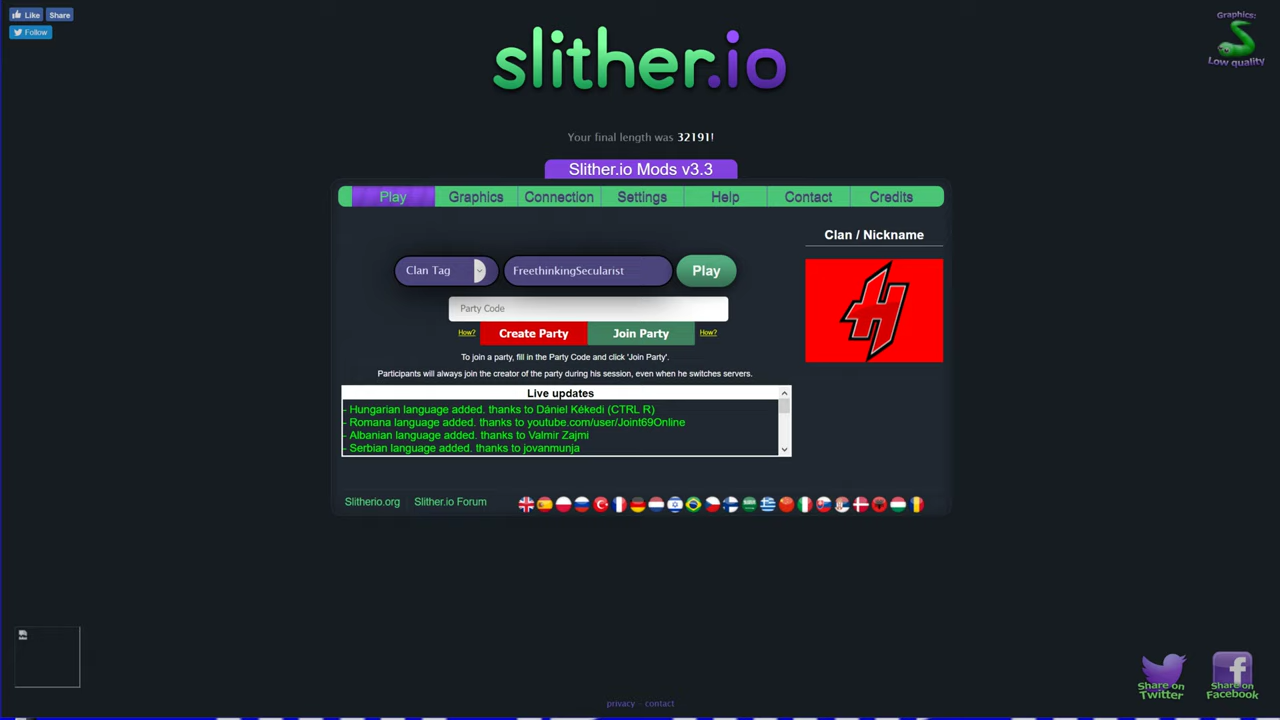 Like Share
Follow
slither.io
Graphics:
Low quality
Your final length was 32191!
Slither.io Mods v3.3
Play Graphics Connection Settings Help Contact Credits
Clan / Nickname
Clan Tag FreethinkingSecularist Play
Party Code
How? Create Party Join Party How?
To join a party, fill in the Party Code and click 'Join Party'.
Participants will always join the creator of the party during his session, even when he switches servers.
Live updates
- Hungarian language added. thanks to Dániel Kékedi (CTRL R)
- Romana language added. thanks to youtube.com/user/Joint69Online
- Albanian language added. thanks to Valmir Zajmi
- Serbian language added. thanks to jovanmunja
Slitherio.org Slither.io Forum
Share on
Twitter
Share on
Facebook
privacy - contact